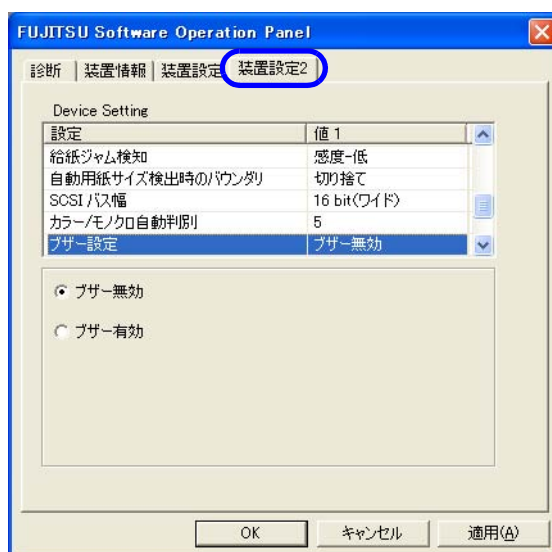 FUJITSU Software Operation Panel
診断 装置情報 装置設定 装置設定2
Device Setting
設定 値 1
給紙ジャム検知 感度-低
自動用紙サイズ検出時のバウンダリ 切り捨て
SCSI バス幅 16 bit(ワイド)
カラー/モノクロ自動判別 5
ブザー設定 ブザー無効
ブザー無効
ブザー有効
OK キャンセル 適用(A)